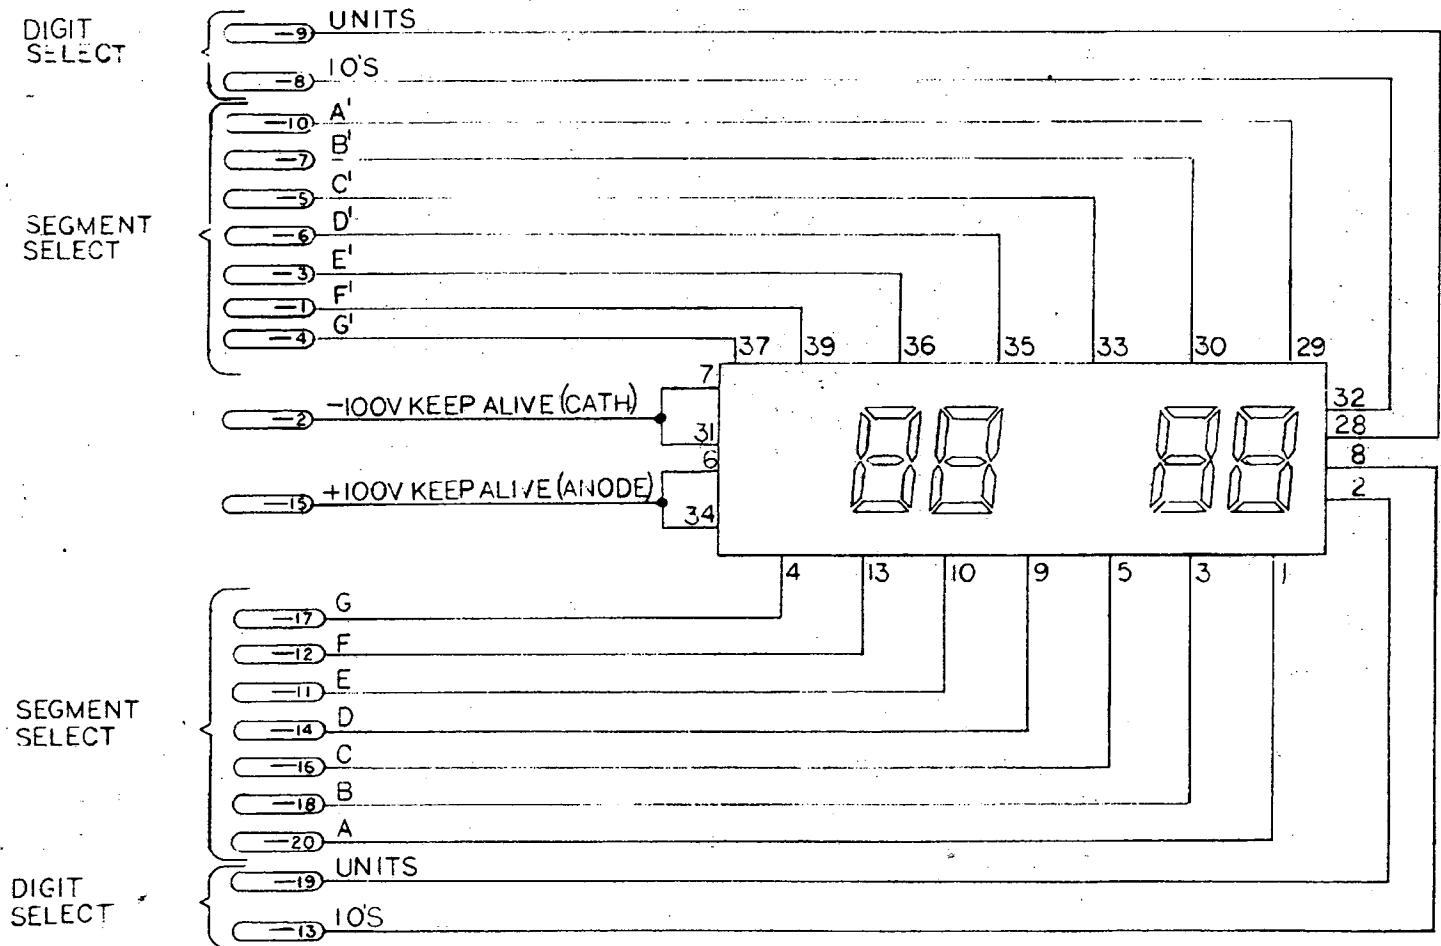 DIGIT
SELECT
-9 UNITS
-8 10'S
SEGMENT
SELECT
-10 A'
-7 B'
-5 C'
-6 D'
-3 E'
-1 F'
-4 G'
37 39 36 35 33 30 29
-2 -100V KEEP ALIVE (CATH)
7
31
-15 +100V KEEP ALIVE (ANODE)
6
34
32
28
8
2
4 13 10 9 5 3 1
SEGMENT
SELECT
-17 G
-12 F
-11 E
-14 D
-16 C
-18 B
-20 A
DIGIT
SELECT
-19 UNITS
-13 10'S